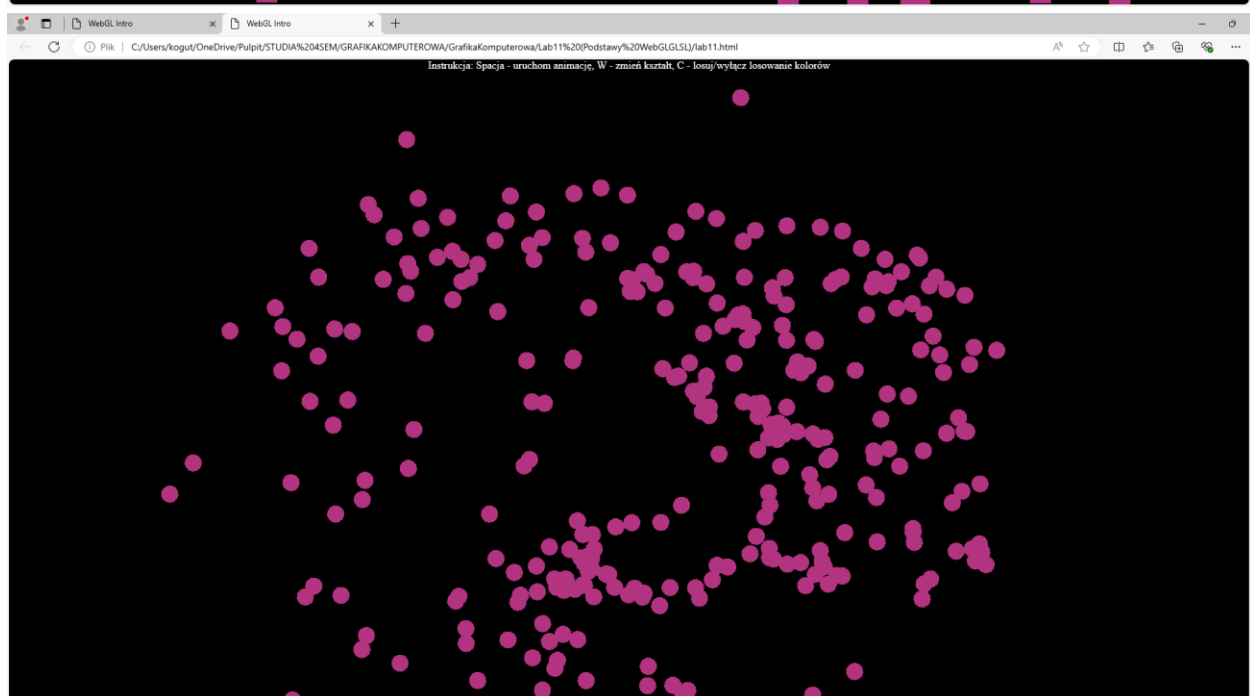 WebGL Intro
WebGL Intro
Plik
C:/Users/kogut/OneDrive/Pulpit/STUDIA%204SEM/GRAFIKAKOMPUTEROWA/GrafikaKomputerowa/Lab11%20(Podstawy%20WebGLGLSL)/lab11.html
Instrukcja: Spacja - uruchom animację, W - zmień kształt, C - losuj/wyłącz losowanie kolorów